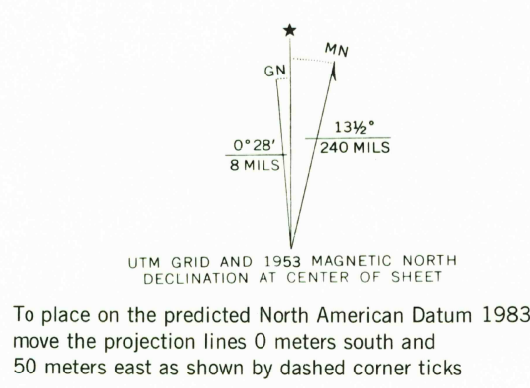 ★
MN
GN
13½°
240 MILS
0°28′
8 MILS
UTM GRID AND 1953 MAGNETIC NORTH
DECLINATION AT CENTER OF SHEET
To place on the predicted North American Datum 1983
move the projection lines 0 meters south and
50 meters east as shown by dashed corner ticks